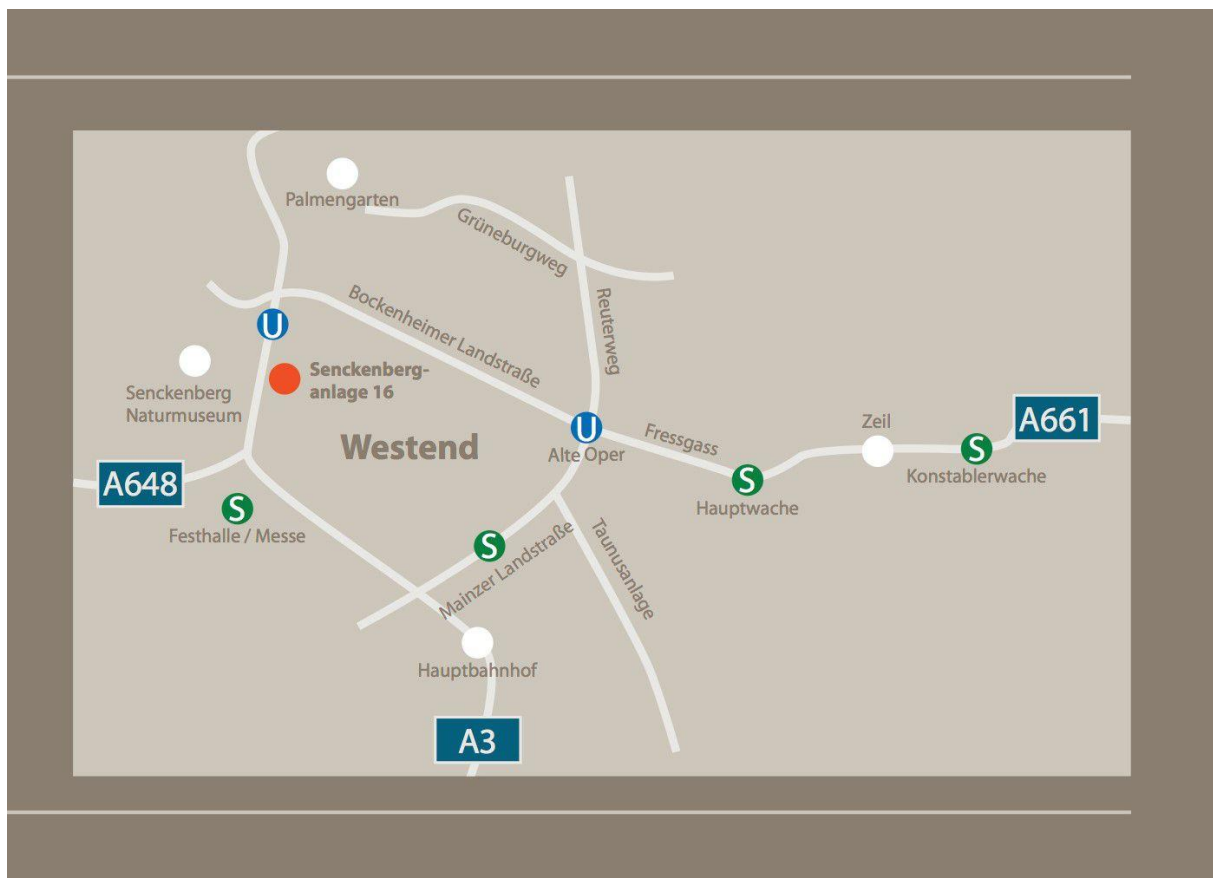 Palmengarten
Grüneburgweg
Reuterweg
Bockenheimer Landstraße
U
Senckenberg-
anlage 16
Senckenberg
Naturmuseum
Westend
U
Alte Oper
Fressgass
Zeil
A661
S
Konstablerwache
S
Hauptwache
A648
S
Festhalle / Messe
S
Mainzer Landstraße
Taunusanlage
Hauptbahnhof
A3